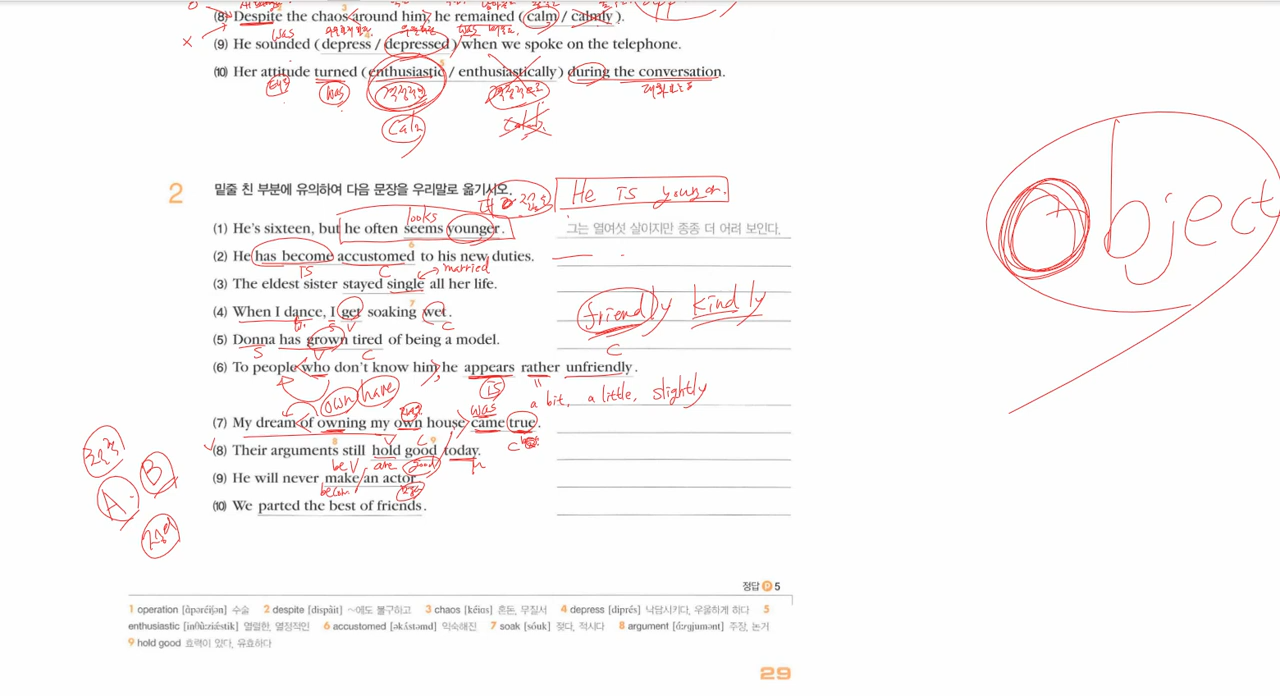 (8) Despite the chaos around him, he remained (calm / calmly).
was
(9) He sounded (depress / depressed) when we spoke on the telephone.
(10) Her attitude turned (enthusiastic / enthusiastically) during the conversation.
was
2 밑줄 친 부분에 유의하여 다음 문장을 우리말로 옮기시오.
He is younger.
looks
(1) He's sixteen, but he often seems younger. 그는 열여섯 살이지만 종종 더 어려 보인다.
6
(2) He has become accustomed to his new duties.
is C married
(3) The eldest sister stayed single all her life.
7
(4) When I dance, I get soaking wet.
S V C
friendly kindly
(5) Donna has grown tired of being a model.
S V C C
(6) To people who don't know him, he appears rather unfriendly.
is
own have
a bit, a little, slightly
was
(7) My dream of owning my own house came true.
8 9
(8) Their arguments still hold good today.
be V are good
(9) He will never make an actor.
(10) We parted the best of friends.
A B
Object
정답 p 5
1 operation [àpəréiʃən] 수술 2 despite [dispáit] ~에도 불구하고 3 chaos [kéiɑs] 혼돈, 무질서 4 depress [diprés] 낙담시키다, 우울하게 하다 5
enthusiastic [inθùːziǽstik] 열렬한, 열정적인 6 accustomed [əkʌ́stəmd] 익숙해진 7 soak [souk] 젖다, 적시다 8 argument [ɑ́ːrgjumənt] 주장, 논거
9 hold good 효력이 있다, 유효하다
29